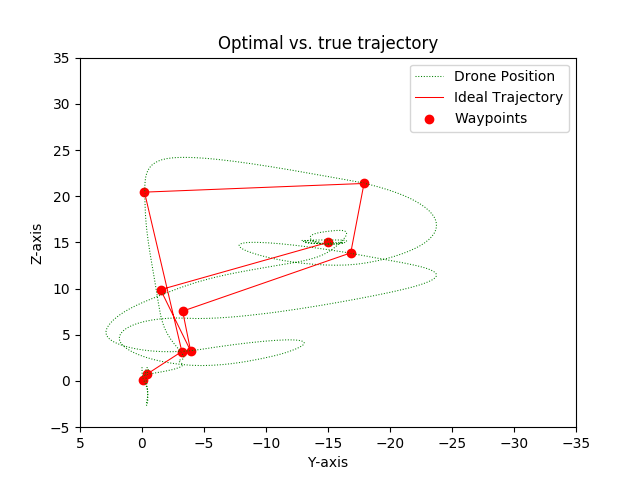 Optimal vs. true trajectory
Drone Position
Ideal Trajectory
Waypoints
Z-axis
35
30
25
20
15
10
5
0
−5
5 0 −5 −10 −15 −20 −25 −30 −35
Y-axis